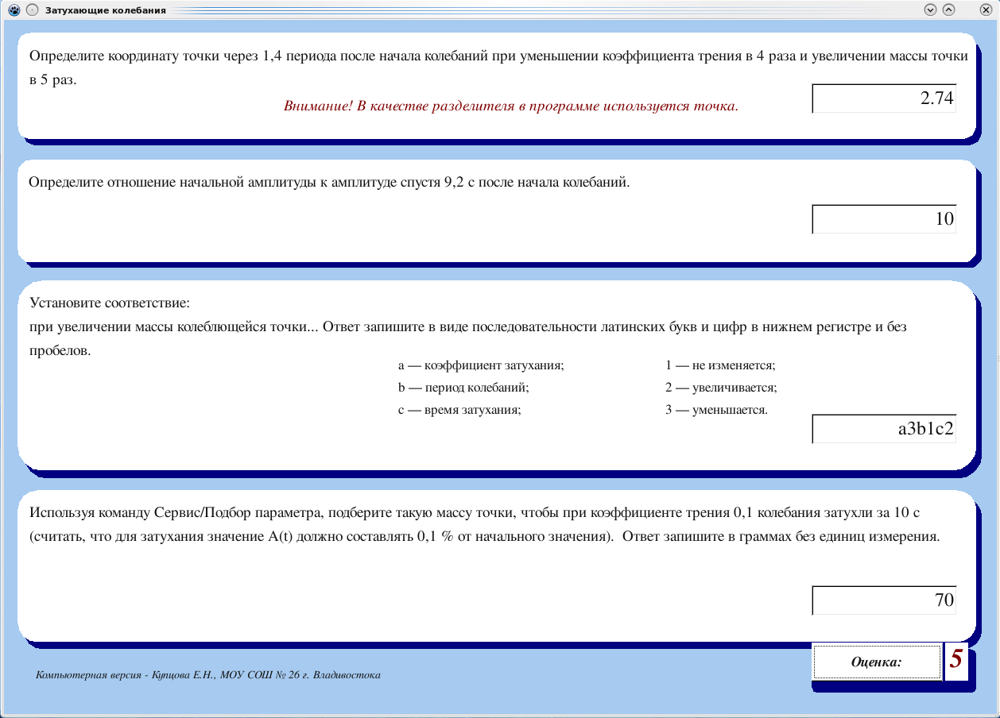 Затухающие колебания
Определите координату точки через 1,4 периода после начала колебаний при уменьшении коэффициента трения в 4 раза и увеличении массы точки
в 5 раз.
Внимание! В качестве разделителя в программе используется точка.
2.74
Определите отношение начальной амплитуды к амплитуде спустя 9,2 с после начала колебаний.
10
Установите соответствие:
при увеличении массы колеблющейся точки... Ответ запишите в виде последовательности латинских букв и цифр в нижнем регистре и без
пробелов.
a — коэффициент затухания; 1 — не изменяется;
b — период колебаний; 2 — увеличивается;
c — время затухания; 3 — уменьшается.
a3b1c2
Используя команду Сервис/Подбор параметра, подберите такую массу точки, чтобы при коэффициенте трения 0,1 колебания затухли за 10 с
(считать, что для затухания значение A(t) должно составлять 0,1 % от начального значения). Ответ запишите в граммах без единиц измерения.
70
Оценка: 5
Компьютерная версия - Купцова Е.Н., МОУ СОШ № 26 г. Владивостока